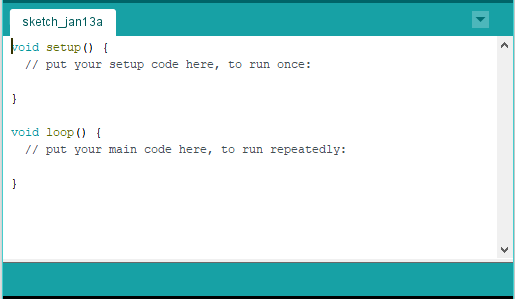 sketch_jan13a
void setup() {
  // put your setup code here, to run once:
}
void loop() {
  // put your main code here, to run repeatedly:
}